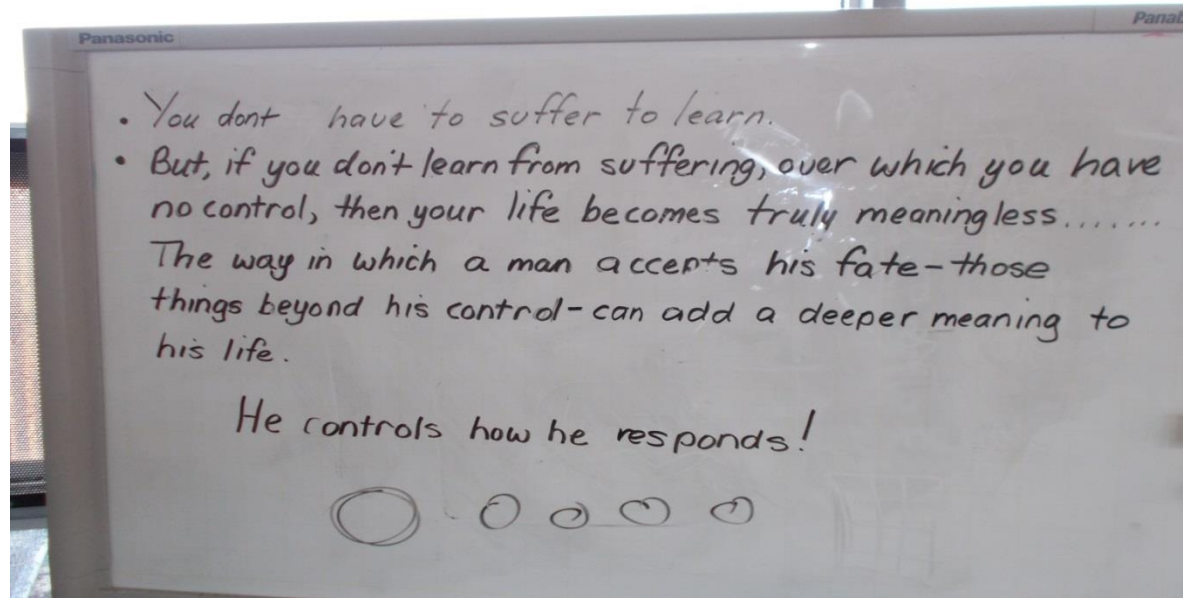 Panasonic
Panab
• You dont have to suffer to learn.
• But, if you don't learn from suffering, over which you have
no control, then your life becomes truly meaningless........
The way in which a man accepts his fate-those
things beyond his control-can add a deeper meaning to
his life.
He controls how he responds!